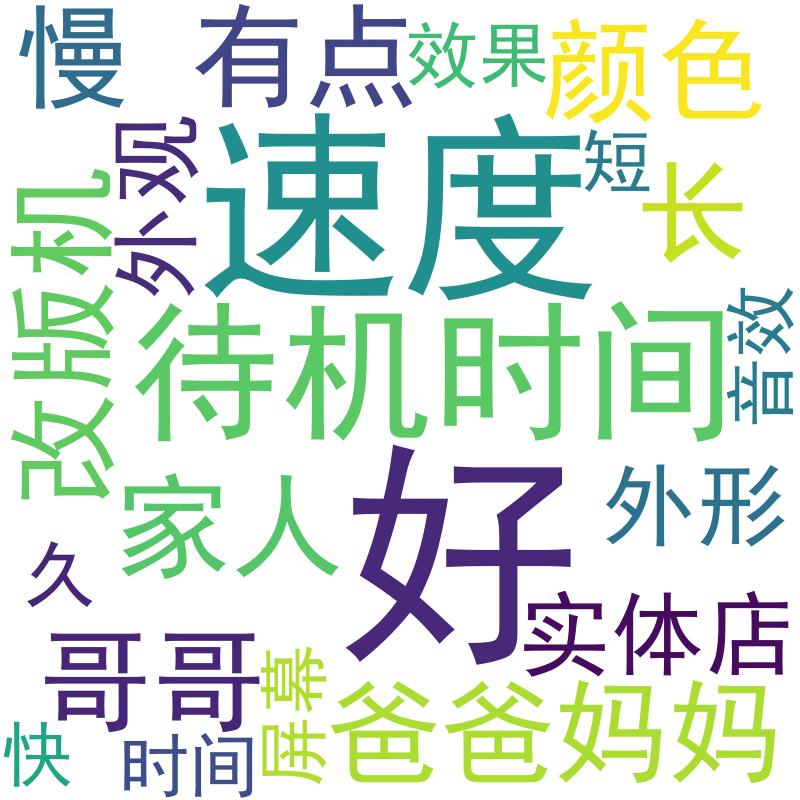 慢
有点
效果
颜色
外观
速度
短
长
改版机
待机时间
音效
家人
好
外形
久
实体店
哥哥
屏幕
爸爸妈妈
快
时间